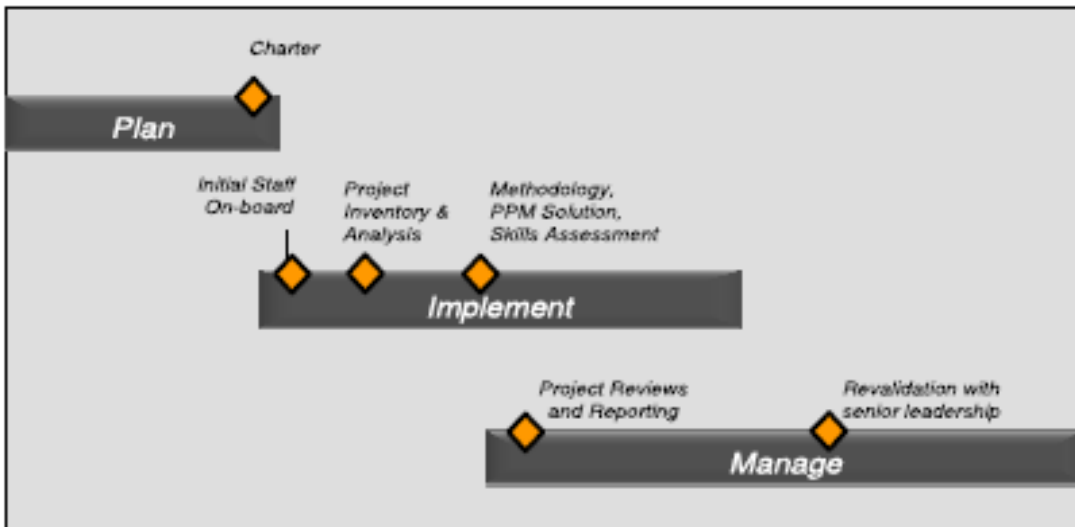 Charter
Plan
Initial Staff
On-board
Project
Inventory &
Analysis
Methodology,
PPM Solution,
Skills Assessment
Implement
Project Reviews
and Reporting
Revalidation with
senior leadership
Manage